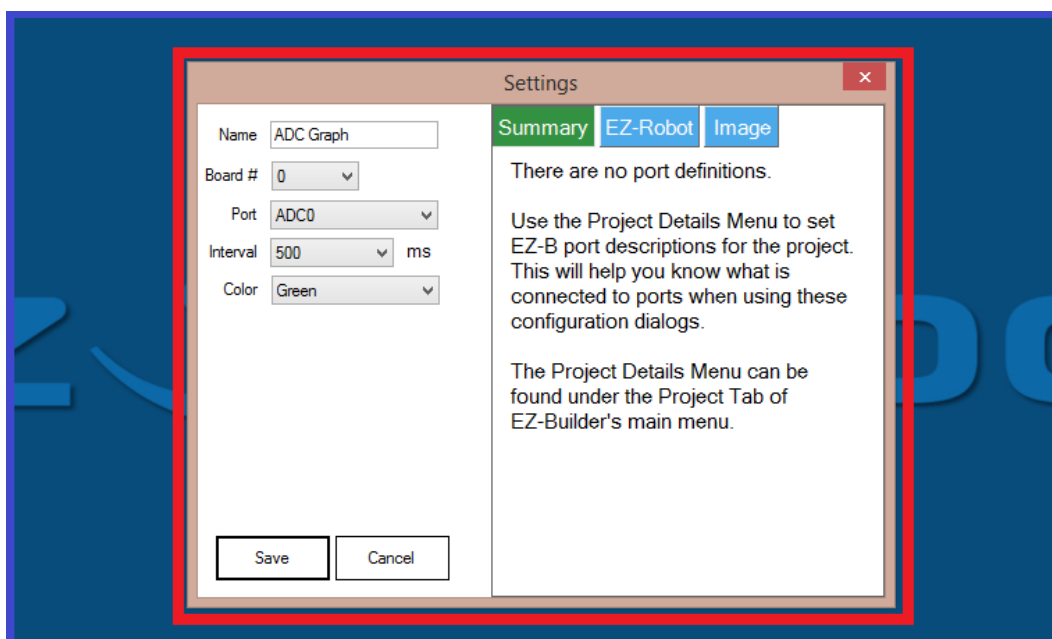 Settings
Name ADC Graph
Board # 0
Port ADC0
Interval 500 ms
Color Green
Save Cancel
Summary EZ-Robot Image
There are no port definitions.
Use the Project Details Menu to set
EZ-B port descriptions for the project.
This will help you know what is
connected to ports when using these
configuration dialogs.
The Project Details Menu can be
found under the Project Tab of
EZ-Builder's main menu.